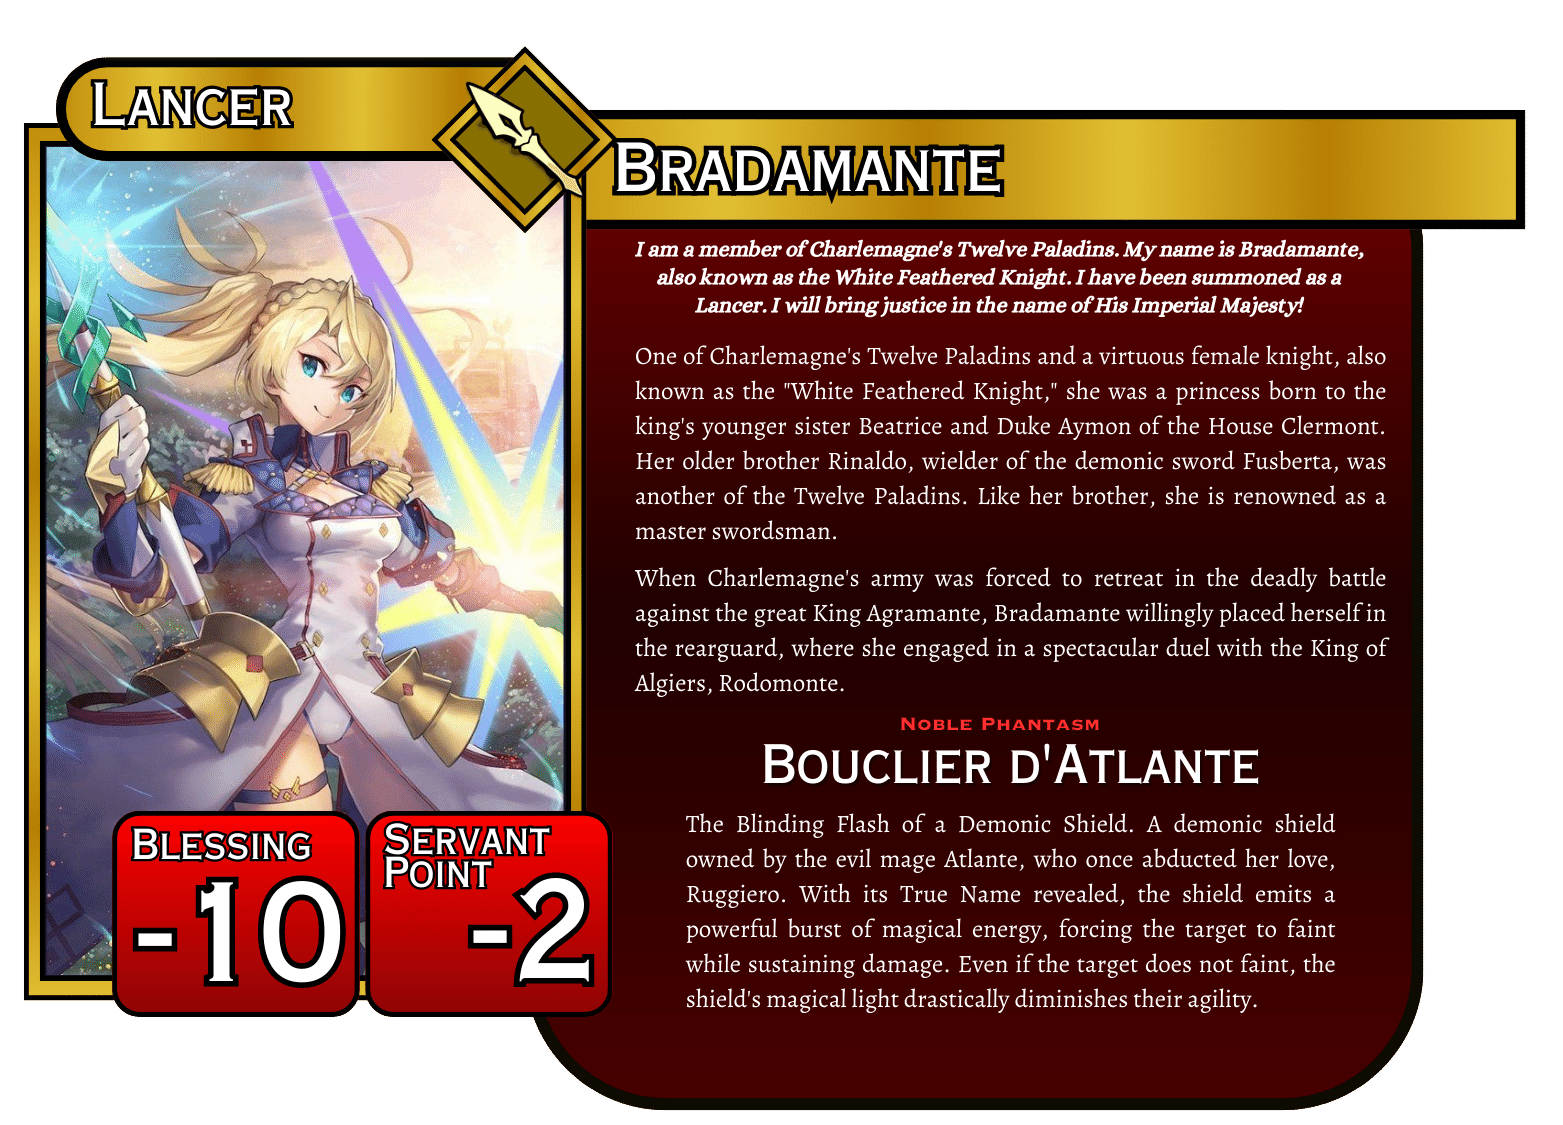 Lancer
Bradamante
I am a member of Charlemagne's Twelve Paladins. My name is Bradamante,
also known as the White Feathered Knight. I have been summoned as a
Lancer. I will bring justice in the name of His Imperial Majesty!
One of Charlemagne's Twelve Paladins and a virtuous female knight, also
known as the "White Feathered Knight," she was a princess born to the
king's younger sister Beatrice and Duke Aymon of the House Clermont.
Her older brother Rinaldo, wielder of the demonic sword Fusberta, was
another of the Twelve Paladins. Like her brother, she is renowned as a
master swordsman.
When Charlemagne's army was forced to retreat in the deadly battle
against the great King Agramante, Bradamante willingly placed herself in
the rearguard, where she engaged in a spectacular duel with the King of
Algiers, Rodomonte.
Noble Phantasm
Bouclier d'Atlante
The Blinding Flash of a Demonic Shield. A demonic shield
owned by the evil mage Atlante, who once abducted her love,
Ruggiero. With its True Name revealed, the shield emits a
powerful burst of magical energy, forcing the target to faint
while sustaining damage. Even if the target does not faint, the
shield's magical light drastically diminishes their agility.
Blessing
-10
Servant
Point
-2